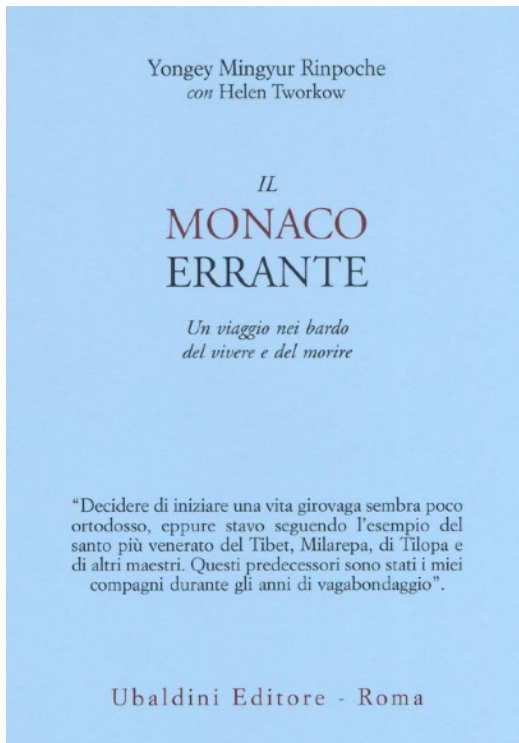 Yongey Mingyur Rinpoche
con Helen Tworkow
IL
MONACO
ERRANTE
Un viaggio nei bardo
del vivere e del morire
“Decidere di iniziare una vita girovaga sembra poco
ortodosso, eppure stavo seguendo l’esempio del
santo più venerato del Tibet, Milarepa, di Tilopa e
di altri maestri. Questi predecessori sono stati i miei
compagni durante gli anni di vagabondaggio”.
Ubaldini Editore - Roma